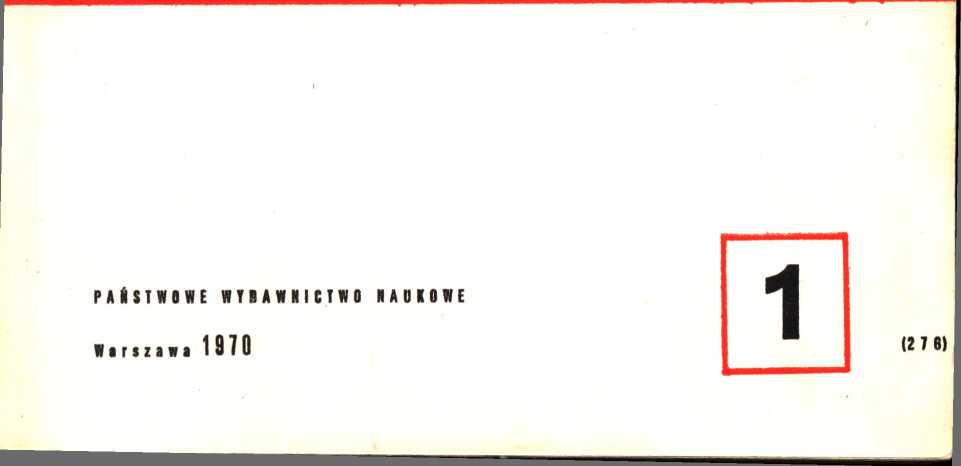 PAŃSTWOWE WYDAWNICTWO NAUKOWE
1
Warszawa 1970
(276)